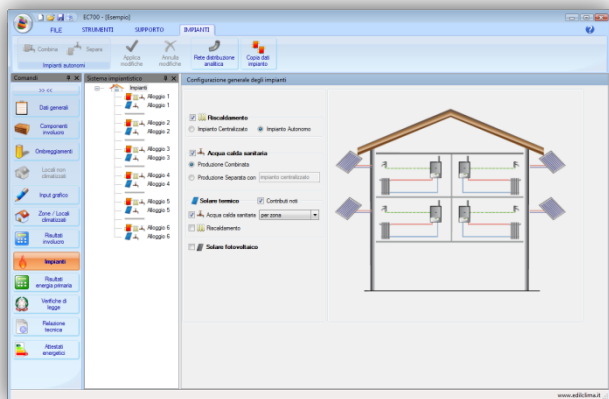 EC700 - [Esempio]
FILE STRUMENTI SUPPORTO IMPIANTI
Combina Separa Applica modifiche Annulla modifiche Rete distribuzione analitica Copia dati impianto
Impianti autonomi
Comandi
Sistema impiantistico
Configurazione generale degli impianti
>> <<
Dati generali
Componenti involucro
Ombreggiamenti
Locali non climatizzati
Input grafico
Zone / Locali climatizzati
Risultati involucro
Impianti
Risultati energia primaria
Verifiche di legge
Relazione tecnica
Attestati energetici
Impianti
Alloggio 1
Alloggio 1
Alloggio 2
Alloggio 2
Alloggio 3
Alloggio 3
Alloggio 4
Alloggio 4
Alloggio 5
Alloggio 5
Alloggio 6
Alloggio 6
Riscaldamento
Impianto Centralizzato Impianto Autonomo
Acqua calda sanitaria
Produzione Combinata
Produzione Separata con impianto centralizzato
Solare termico Contributi noti
Acqua calda sanitaria per zona
Riscaldamento
Solare fotovoltaico
www.edilclima.it